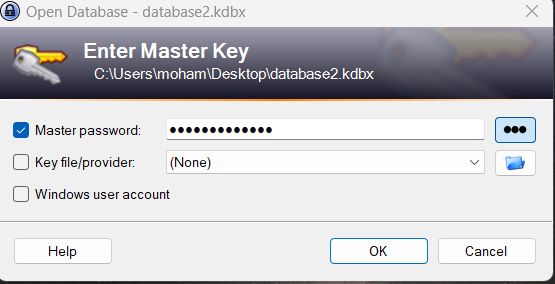 Open Database - database2.kdbx
Enter Master Key
C:\Users\moham\Desktop\database2.kdbx
Master password: ●●●●●●●●●●●●● ●●●
Key file/provider: (None)
Windows user account
Help OK Cancel